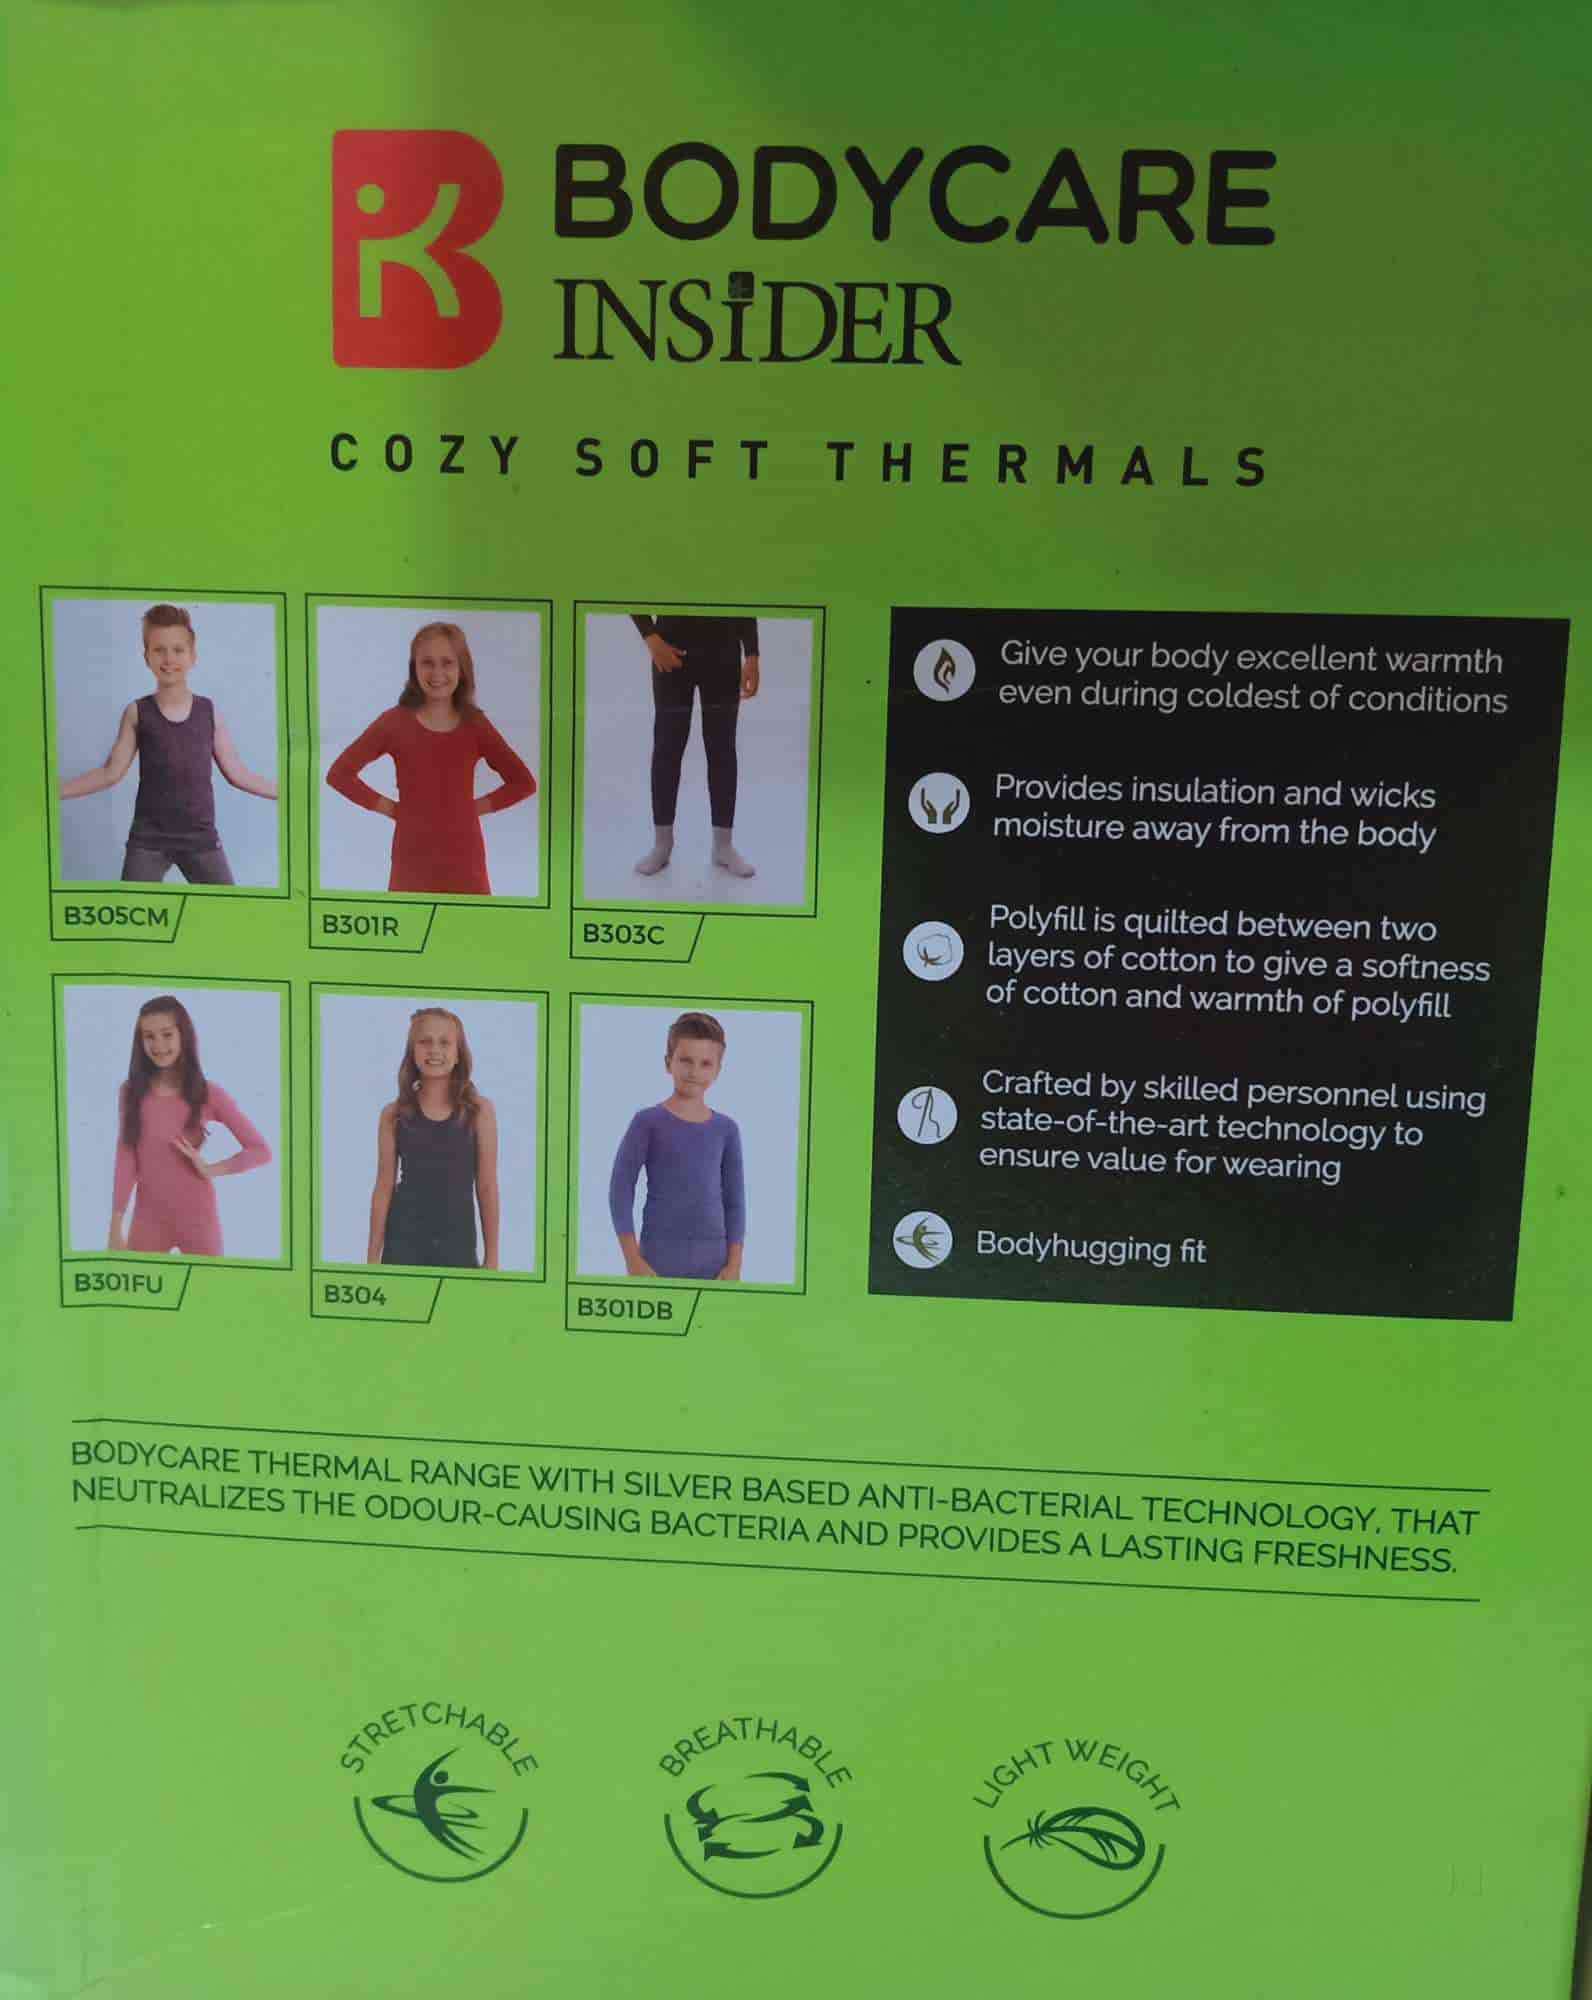 BODYCARE
INSiDER
COZY SOFT THERMALS
B305CM
B301R
B303C
B301FU
B304
B301DB
Give your body excellent warmth
even during coldest of conditions
Provides insulation and wicks
moisture away from the body
Polyfill is quilted between two
layers of cotton to give a softness
of cotton and warmth of polyfill
Crafted by skilled personnel using
state-of-the-art technology to
ensure value for wearing
Bodyhugging fit
BODYCARE THERMAL RANGE WITH SILVER BASED ANTI-BACTERIAL TECHNOLOGY, THAT
NEUTRALIZES THE ODOUR-CAUSING BACTERIA AND PROVIDES A LASTING FRESHNESS.
STRETCHABLE
BREATHABLE
LIGHT WEIGHT